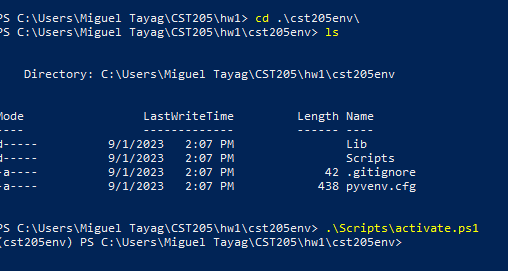 PS C:\Users\Miguel Tayag\CST205\hw1> cd .\cst205env\
PS C:\Users\Miguel Tayag\CST205\hw1\cst205env> ls
Directory: C:\Users\Miguel Tayag\CST205\hw1\cst205env
Mode LastWriteTime Length Name
---- ------------- ------ ----
d----- 9/1/2023 2:07 PM Lib
d----- 9/1/2023 2:07 PM Scripts
-a---- 9/1/2023 2:07 PM 42 .gitignore
-a---- 9/1/2023 2:07 PM 438 pyvenv.cfg
PS C:\Users\Miguel Tayag\CST205\hw1\cst205env> .\Scripts\activate.ps1
(cst205env) PS C:\Users\Miguel Tayag\CST205\hw1\cst205env>